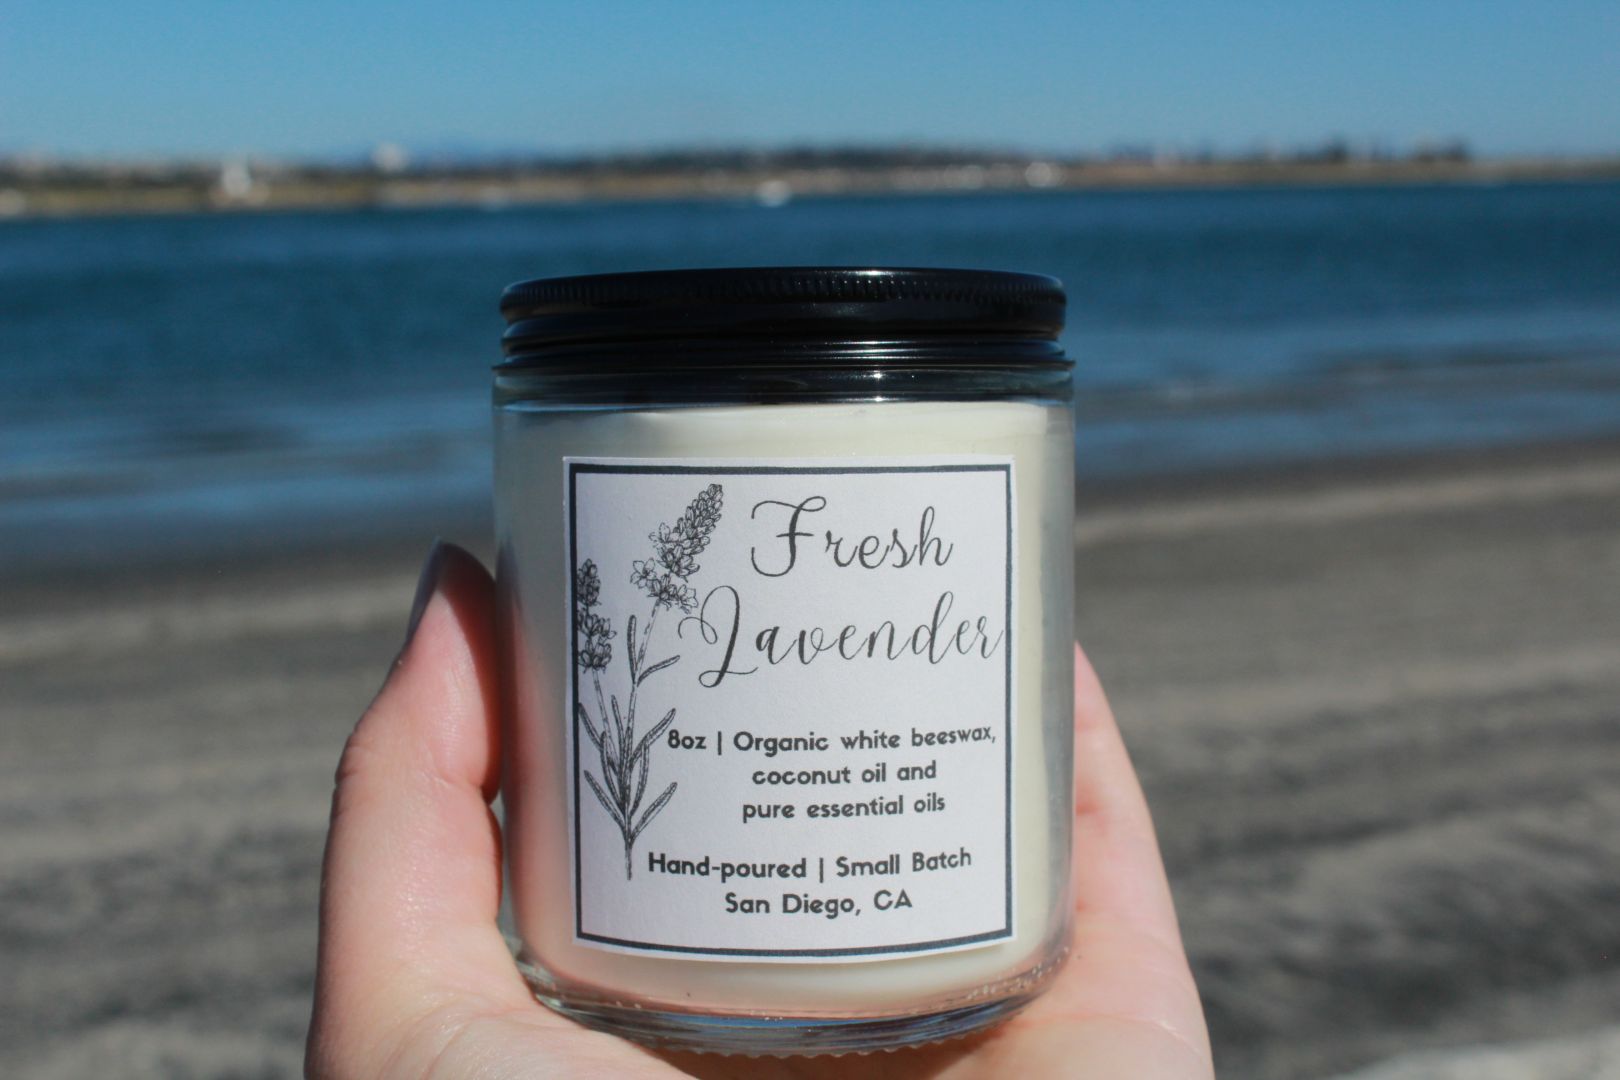 Fresh
Lavender
8oz | Organic white beeswax,
coconut oil and
pure essential oils
Hand-poured | Small Batch
San Diego, CA